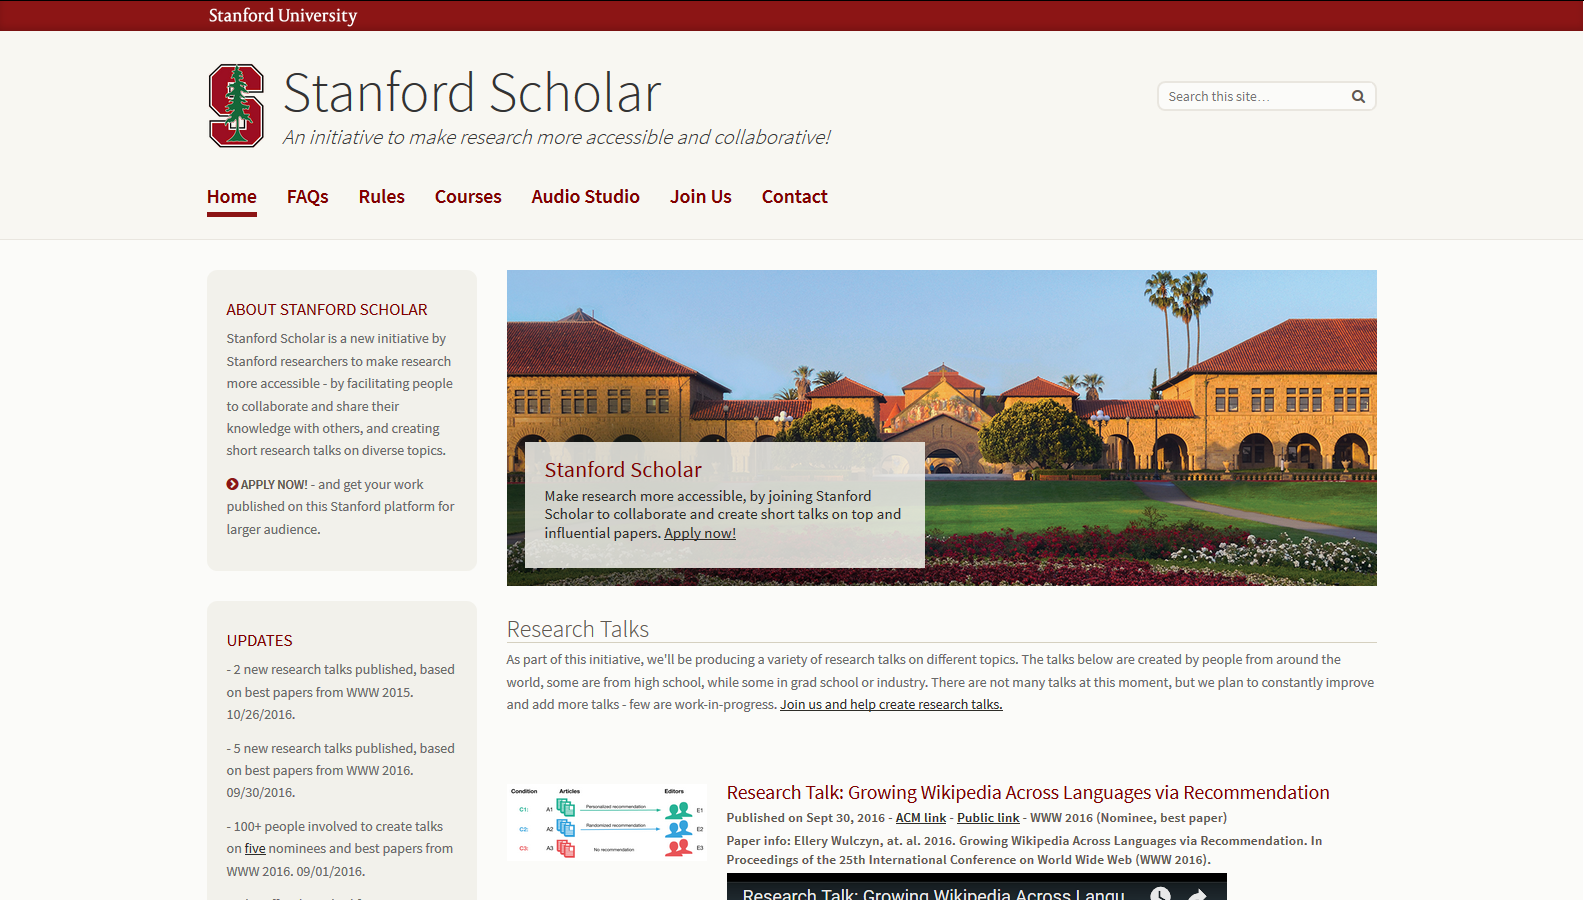 Stanford University
Stanford Scholar
An initiative to make research more accessible and collaborative!
Search this site…
Home
FAQs
Rules
Courses
Audio Studio
Join Us
Contact
ABOUT STANFORD SCHOLAR
Stanford Scholar is a new initiative by
Stanford researchers to make research
more accessible - by facilitating people
to collaborate and share their
knowledge with others, and creating
short research talks on diverse topics.
APPLY NOW! - and get your work
published on this Stanford platform for
larger audience.
UPDATES
- 2 new research talks published, based
on best papers from WWW 2015.
10/26/2016.
- 5 new research talks published, based
on best papers from WWW 2016.
09/30/2016.
- 100+ people involved to create talks
on five nominees and best papers from
WWW 2016. 09/01/2016.
Stanford Scholar
Make research more accessible, by joining Stanford
Scholar to collaborate and create short talks on top and
influential papers. Apply now!
Research Talks
As part of this initiative, we'll be producing a variety of research talks on different topics. The talks below are created by people from around the
world, some are from high school, while some in grad school or industry. There are not many talks at this moment, but we plan to constantly improve
and add more talks - few are work-in-progress. Join us and help create research talks.
Condition Articles Editors
C1: A1 Personalized recommendation E1
C2: A2 Randomized recommendation E2
C3: A3 No recommendation E3
Research Talk: Growing Wikipedia Across Languages via Recommendation
Published on Sept 30, 2016 - ACM link - Public link - WWW 2016 (Nominee, best paper)
Paper info: Ellery Wulczyn, at. al. 2016. Growing Wikipedia Across Languages via Recommendation. In
Proceedings of the 25th International Conference on World Wide Web (WWW 2016).
Research Talk: Growing Wikipedia Across Langu